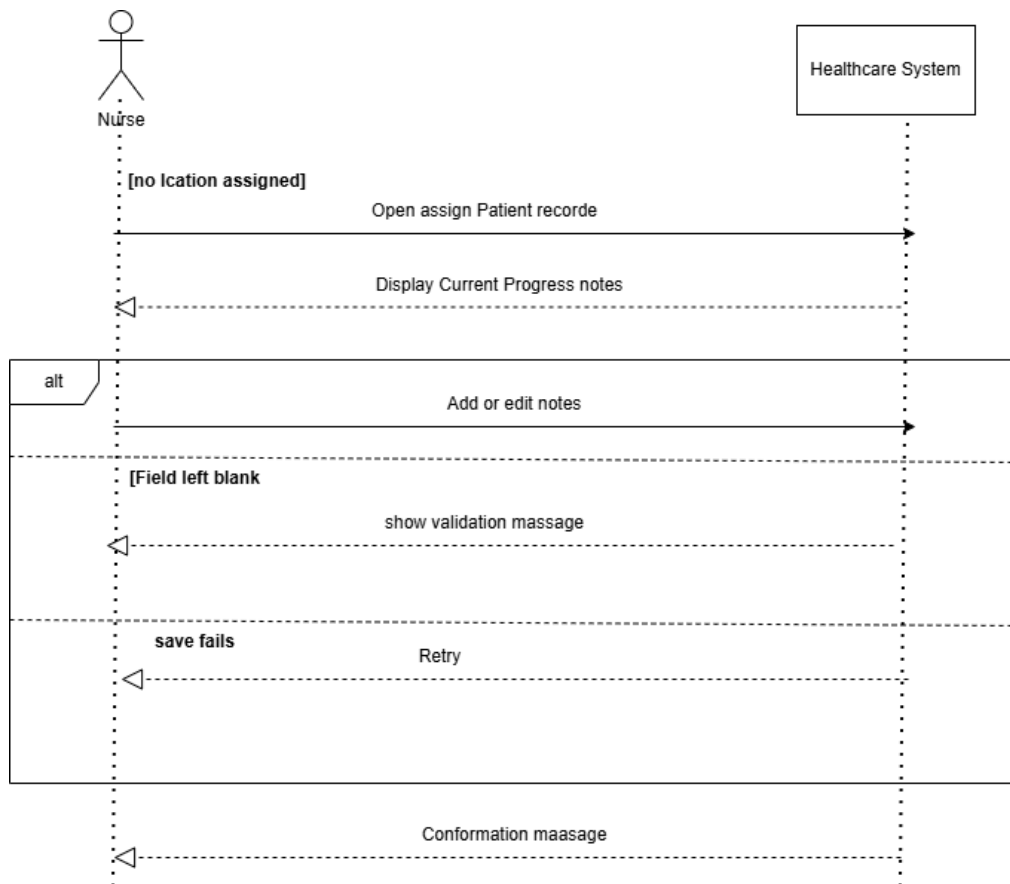 Nurse
Healthcare System
[no lcation assigned]
Open assign Patient recorde
Display Current Progress notes
alt
Add or edit notes
[Field left blank
show validation massage
save fails
Retry
Conformation maasage